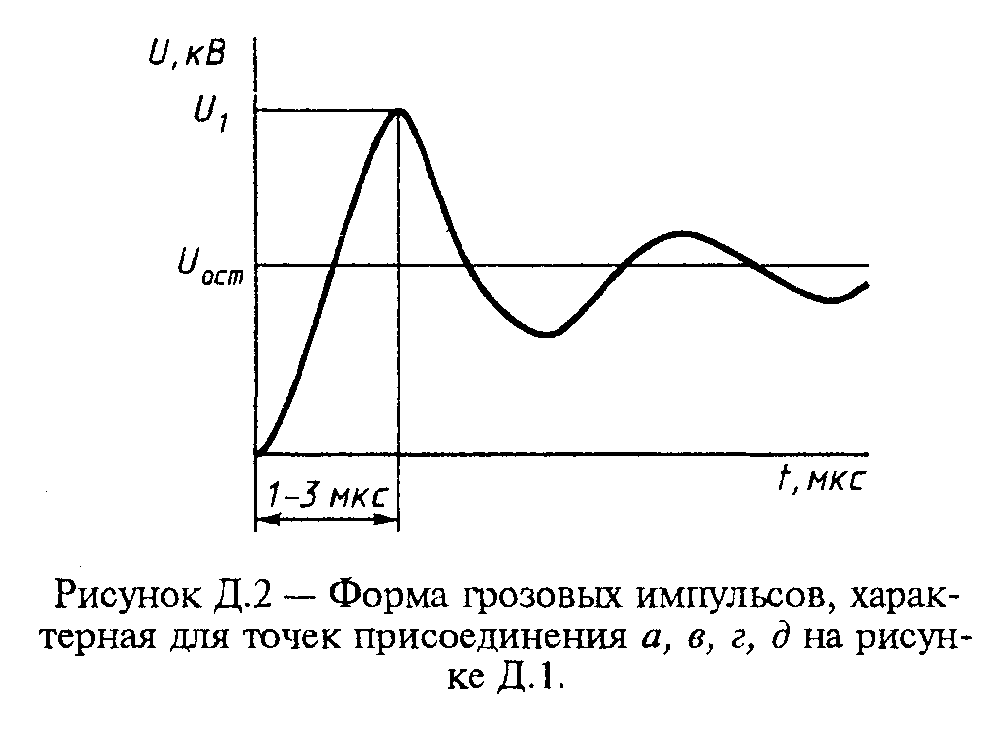 U, кВ
U1
Uост
t, мкс
1–3 мкс
Рисунок Д.2 — Форма грозовых импульсов, харак-
терная для точек присоединения а, в, г, д на рисун-
ке Д.1.